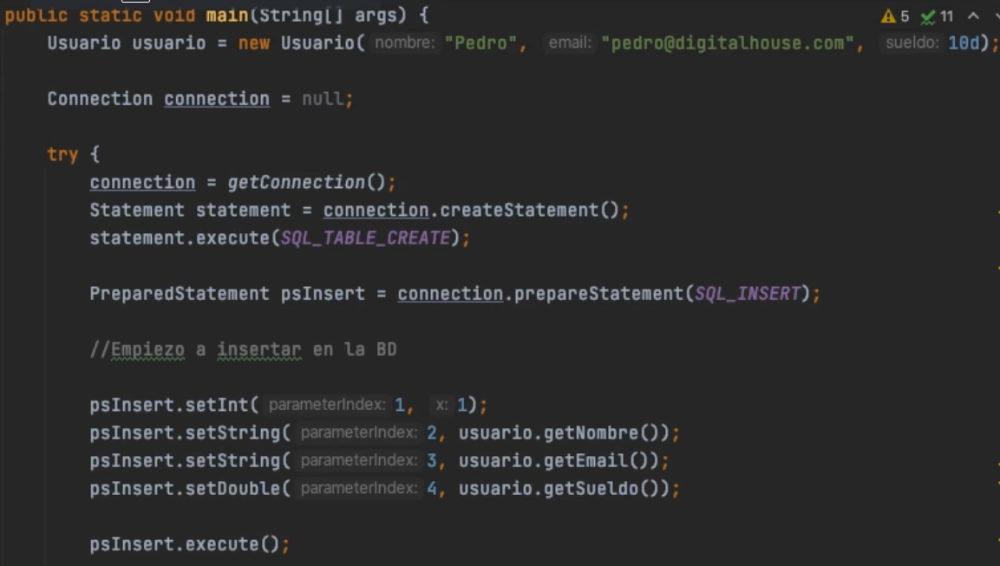 public static void main(String[] args) { 5 11
Usuario usuario = new Usuario( nombre: "Pedro", email: "pedro@digitalhouse.com", sueldo: 10d);
Connection connection = null;
try {
connection = getConnection();
Statement statement = connection.createStatement();
statement.execute(SQL_TABLE_CREATE);
PreparedStatement psInsert = connection.prepareStatement(SQL_INSERT);
//Empiezo a insertar en la BD
psInsert.setInt( parameterIndex: 1, x: 1);
psInsert.setString( parameterIndex: 2, usuario.getNombre());
psInsert.setString( parameterIndex: 3, usuario.getEmail());
psInsert.setDouble( parameterIndex: 4, usuario.getSueldo());
psInsert.execute();